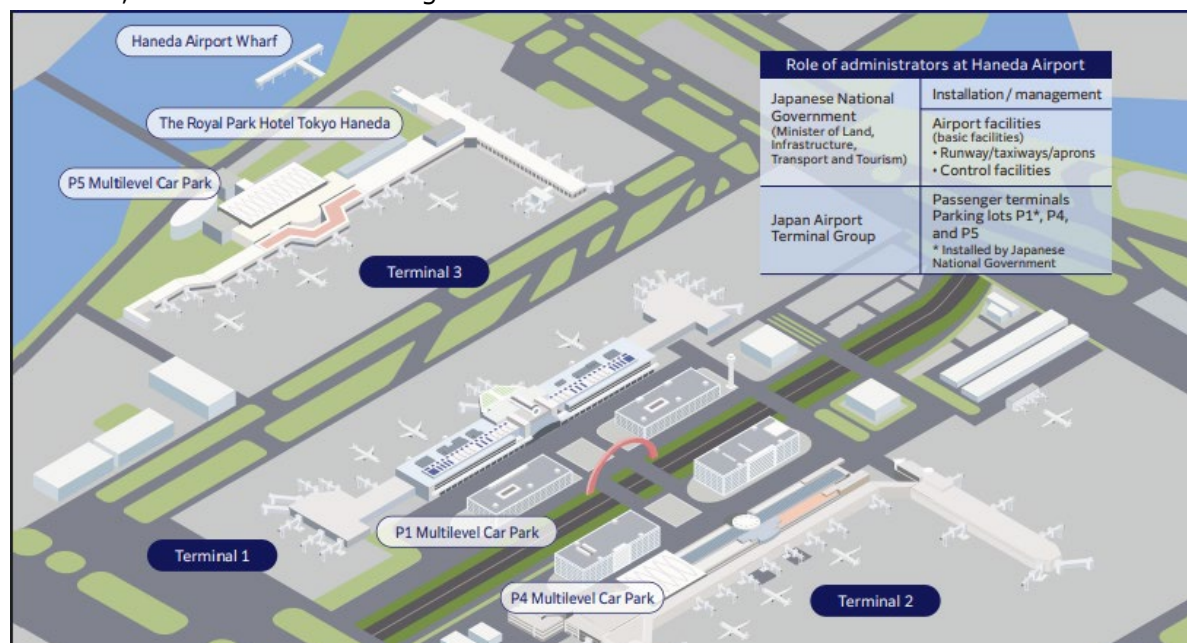 Haneda Airport Wharf
The Royal Park Hotel Tokyo Haneda
P5 Multilevel Car Park
Terminal 3
Role of administrators at Haneda Airport
Japanese National
Government
(Minister of Land,
Infrastructure,
Transport and Tourism)
Installation / management
Airport facilities
(basic facilities)
• Runway/taxiways/aprons
• Control facilities
Japan Airport
Terminal Group
Passenger terminals
Parking lots P1*, P4,
and P5
* Installed by Japanese
National Government
P1 Multilevel Car Park
Terminal 1
P4 Multilevel Car Park
Terminal 2